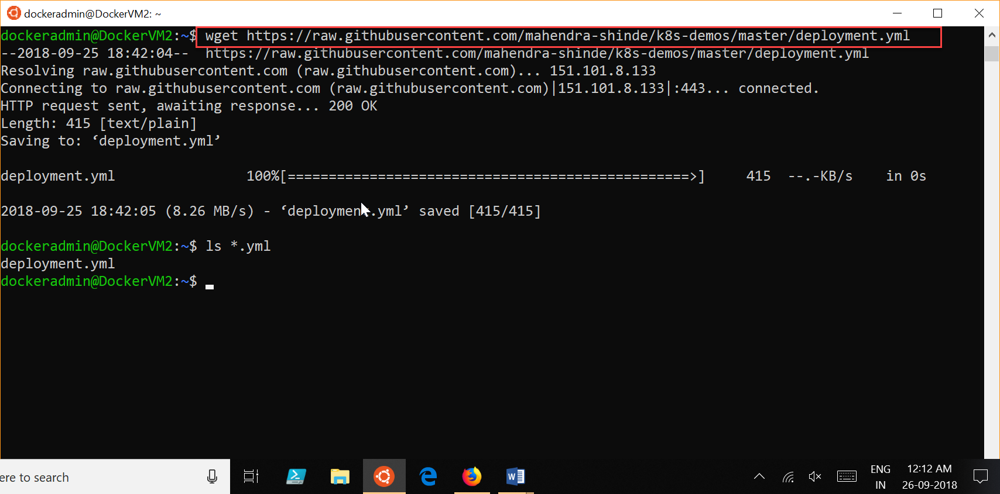 dockeradmin@DockerVM2: ~
dockeradmin@DockerVM2:~$ wget https://raw.githubusercontent.com/mahendra-shinde/k8s-demos/master/deployment.yml
--2018-09-25 18:42:04--  https://raw.githubusercontent.com/mahendra-shinde/k8s-demos/master/deployment.yml
Resolving raw.githubusercontent.com (raw.githubusercontent.com)... 151.101.8.133
Connecting to raw.githubusercontent.com (raw.githubusercontent.com)|151.101.8.133|:443... connected.
HTTP request sent, awaiting response... 200 OK
Length: 415 [text/plain]
Saving to: ‘deployment.yml’
deployment.yml                100%[=================================================>]     415  --.-KB/s    in 0s
2018-09-25 18:42:05 (8.26 MB/s) - ‘deployment.yml’ saved [415/415]
dockeradmin@DockerVM2:~$ ls *.yml
deployment.yml
dockeradmin@DockerVM2:~$
ere to search
W
ENG
IN
12:12 AM
26-09-2018